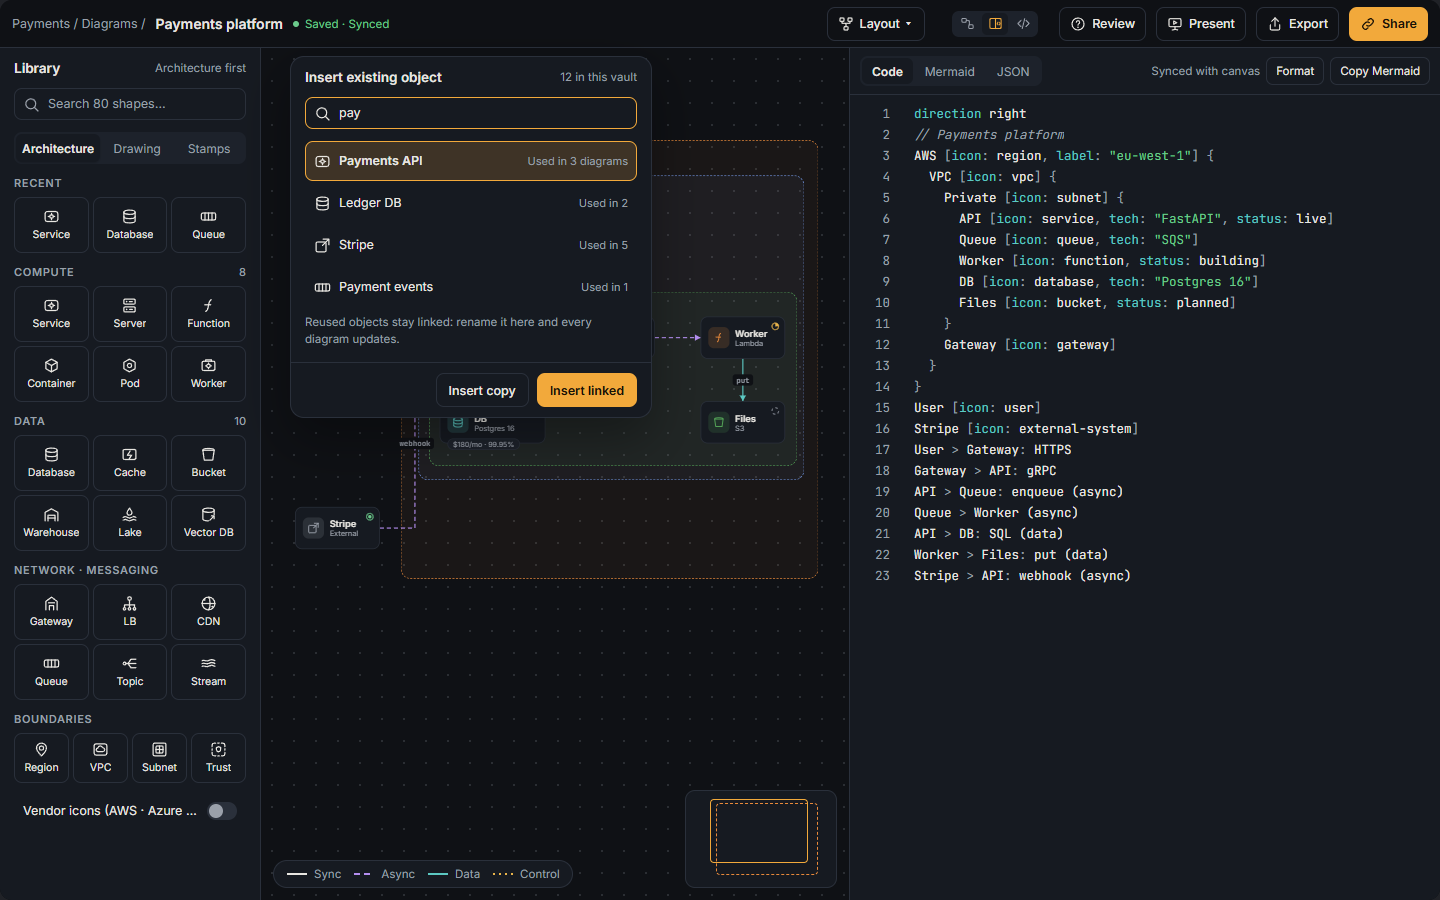 Payments / Diagrams / Payments platform Saved · Synced
Layout
Review
Present
Export
Share
Library
Architecture first
Search 80 shapes...
Architecture Drawing Stamps
RECENT
Service Database Queue
COMPUTE 8
Service Server Function
Container Pod Worker
DATA 10
Database Cache Bucket
Warehouse Lake Vector DB
NETWORK · MESSAGING
Gateway LB CDN
Queue Topic Stream
BOUNDARIES
Region VPC Subnet Trust
Vendor icons (AWS · Azure ...
Insert existing object 12 in this vault
pay
Payments API Used in 3 diagrams
Ledger DB Used in 2
Stripe Used in 5
Payment events Used in 1
Reused objects stay linked: rename it here and every
diagram updates.
Insert copy Insert linked
Worker
Lambda
put
Files
S3
DB
Postgres 16
$180/mo · 99.95%
webhook
Stripe
External
Sync Async Data Control
Code Mermaid JSON
Synced with canvas Format Copy Mermaid
1 direction right
2 // Payments platform
3 AWS [icon: region, label: "eu-west-1"] {
4 VPC [icon: vpc] {
5 Private [icon: subnet] {
6 API [icon: service, tech: "FastAPI", status: live]
7 Queue [icon: queue, tech: "SQS"]
8 Worker [icon: function, status: building]
9 DB [icon: database, tech: "Postgres 16"]
10 Files [icon: bucket, status: planned]
11 }
12 Gateway [icon: gateway]
13 }
14 }
15 User [icon: user]
16 Stripe [icon: external-system]
17 User > Gateway: HTTPS
18 Gateway > API: gRPC
19 API > Queue: enqueue (async)
20 Queue > Worker (async)
21 API > DB: SQL (data)
22 Worker > Files: put (data)
23 Stripe > API: webhook (async)